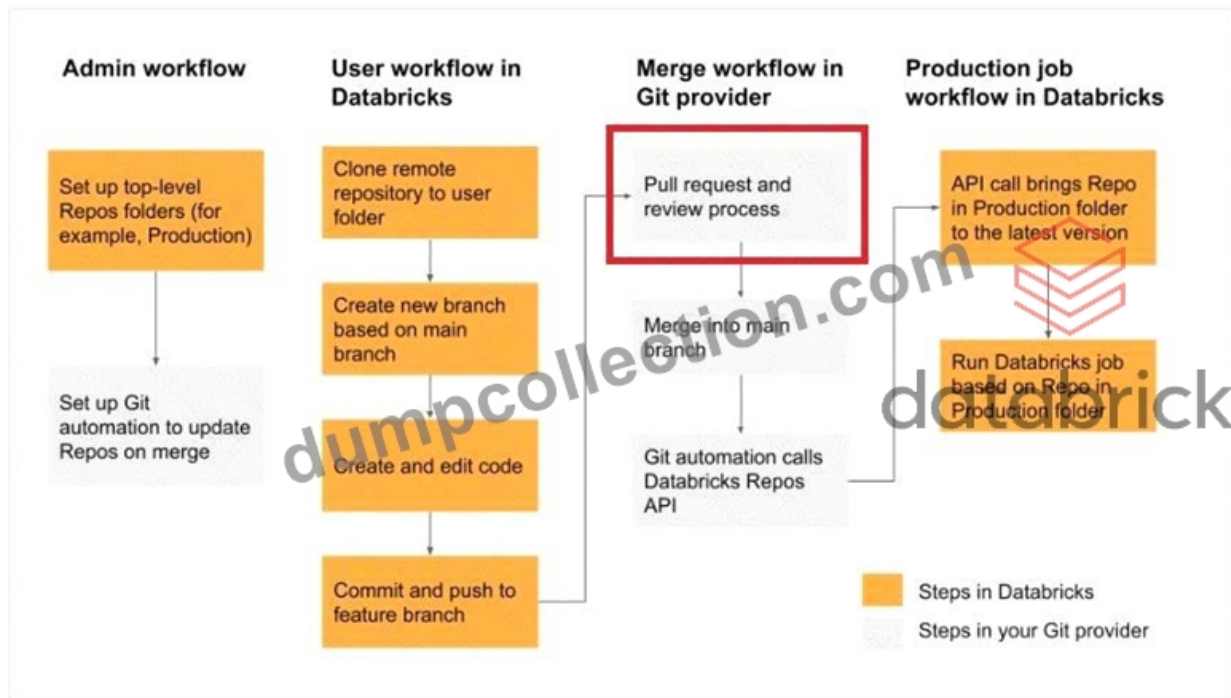 Admin workflow
Set up top-level
Repos folders (for
example, Production)
Set up Git
automation to update
Repos on merge
User workflow in
Databricks
Clone remote
repository to user
folder
Create new branch
based on main
branch
Create and edit code
Commit and push to
feature branch
Merge workflow in
Git provider
Pull request and
review process
Merge into main
branch
Git automation calls
Databricks Repos
API
Production job
workflow in Databricks
API call brings Repo
in Production folder
to the latest version
Run Databricks job
based on Repo in
Production folder
Steps in Databricks
Steps in your Git provider
dumpcollection.com
databrick